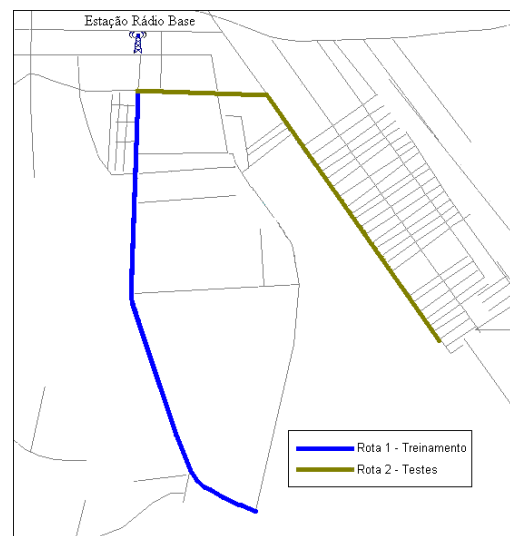 Estação Rádio Base
Rota 1 - Treinamento
Rota 2 - Testes